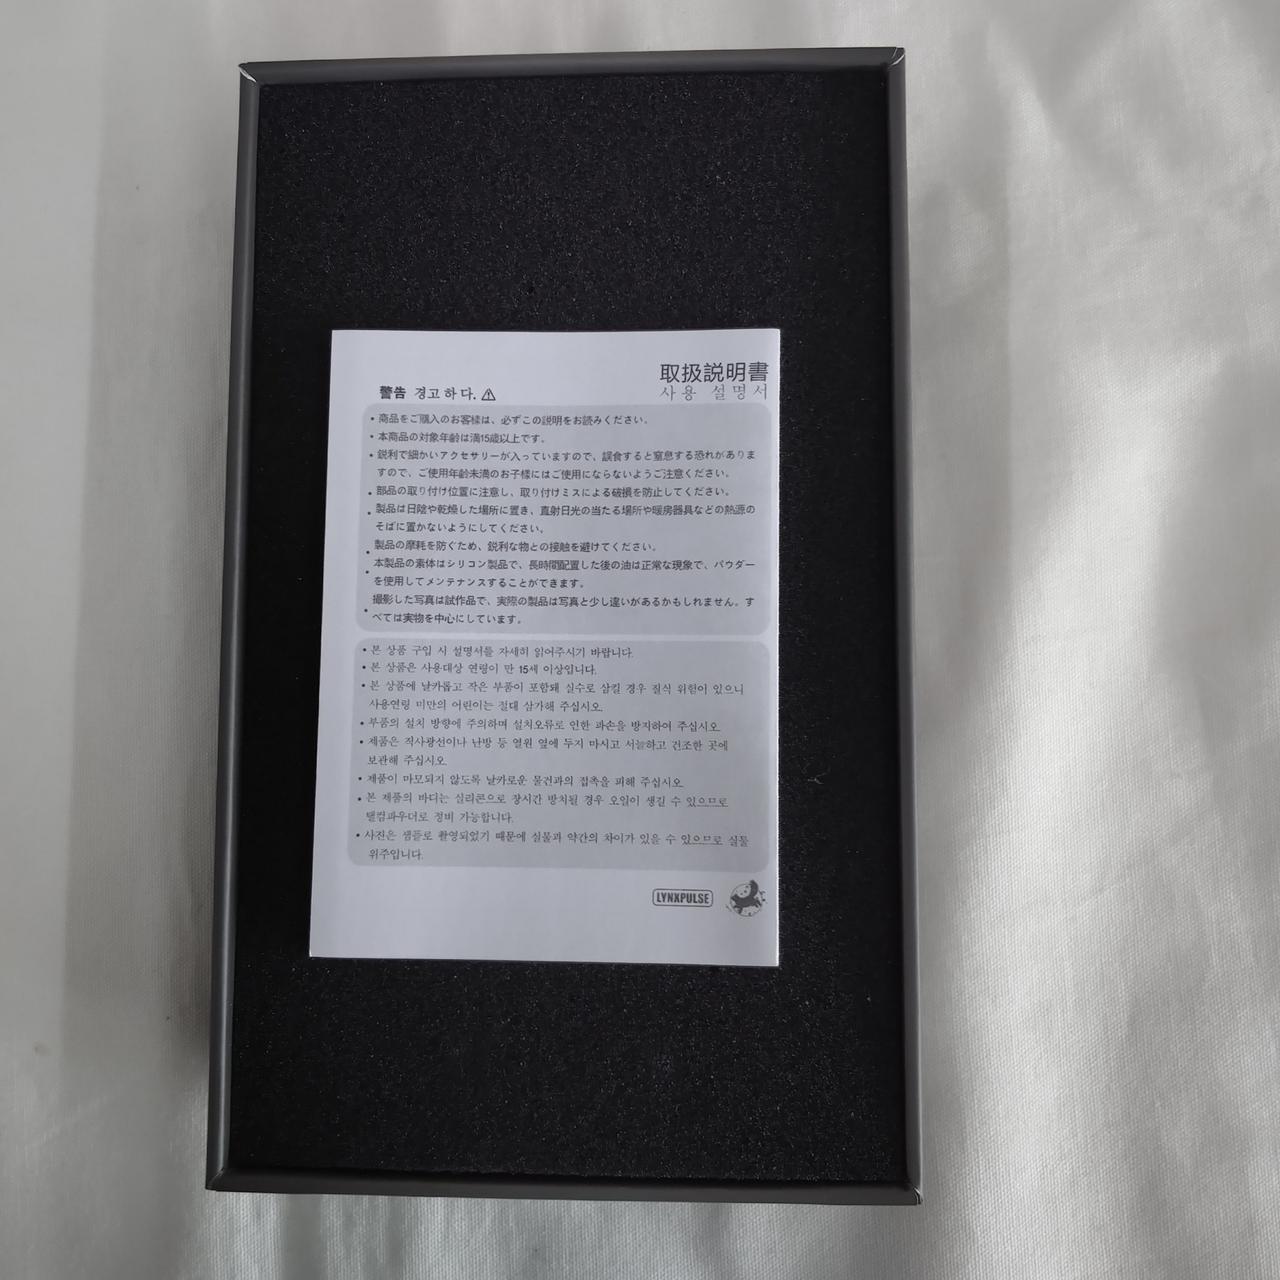 取扱説明書
사용 설명서
警告 경고하다.
• 商品をご購入のお客様は、必ずこの説明をお読みください。
• 本商品の対象年齢は満15歳以上です。
• 鋭利で細かいアクセサリーが入っていますので、誤食すると窒息する恐れがありま
すので、ご使用年齢未満のお子様にはご使用にならないようご注意ください。
• 部品の取り付け位置に注意し、取り付けミスによる破損を防止してください。
• 製品は日陰や乾燥した場所に置き、直射日光の当たる場所や暖房器具などの熱源の
そばに置かないようにしてください。
• 製品の摩耗を防ぐため、鋭利な物との接触を避けてください。
• 本製品の素体はシリコン製品で、長時間配置した後の油は正常な現象で、パウダー
を使用してメンテナンスすることができます。
• 撮影した写真は試作品で、実際の製品は写真と少し違いがあるかもしれません。す
べては実物を中心にしています。
• 본 상품 구입 시 설명서를 자세히 읽어주시기 바랍니다.
• 본 상품은 사용대상 연령이 만 15세 이상입니다.
• 본 상품에 날카롭고 작은 부품이 포함돼 실수로 삼킬 경우 질식 위험이 있으니
사용연령 미만의 어린이는 절대 삼가해 주십시오.
• 부품의 설치 방향에 주의하며 설치오류로 인한 파손을 방지하여 주십시오.
• 제품은 직사광선이나 난방 등 열원 옆에 두지 마시고 서늘하고 건조한 곳에
보관해 주십시오.
• 제품이 마모되지 않도록 날카로운 물건과의 접촉을 피해 주십시오.
• 본 제품의 바디는 실리콘으로 장시간 방치될 경우 오일이 생길 수 있으므로
탤컴파우더로 정비 가능합니다.
• 사진은 샘플로 촬영되었기 때문에 실물과 약간의 차이가 있을 수 있으므로 실물
위주입니다.
LYNXPULSE